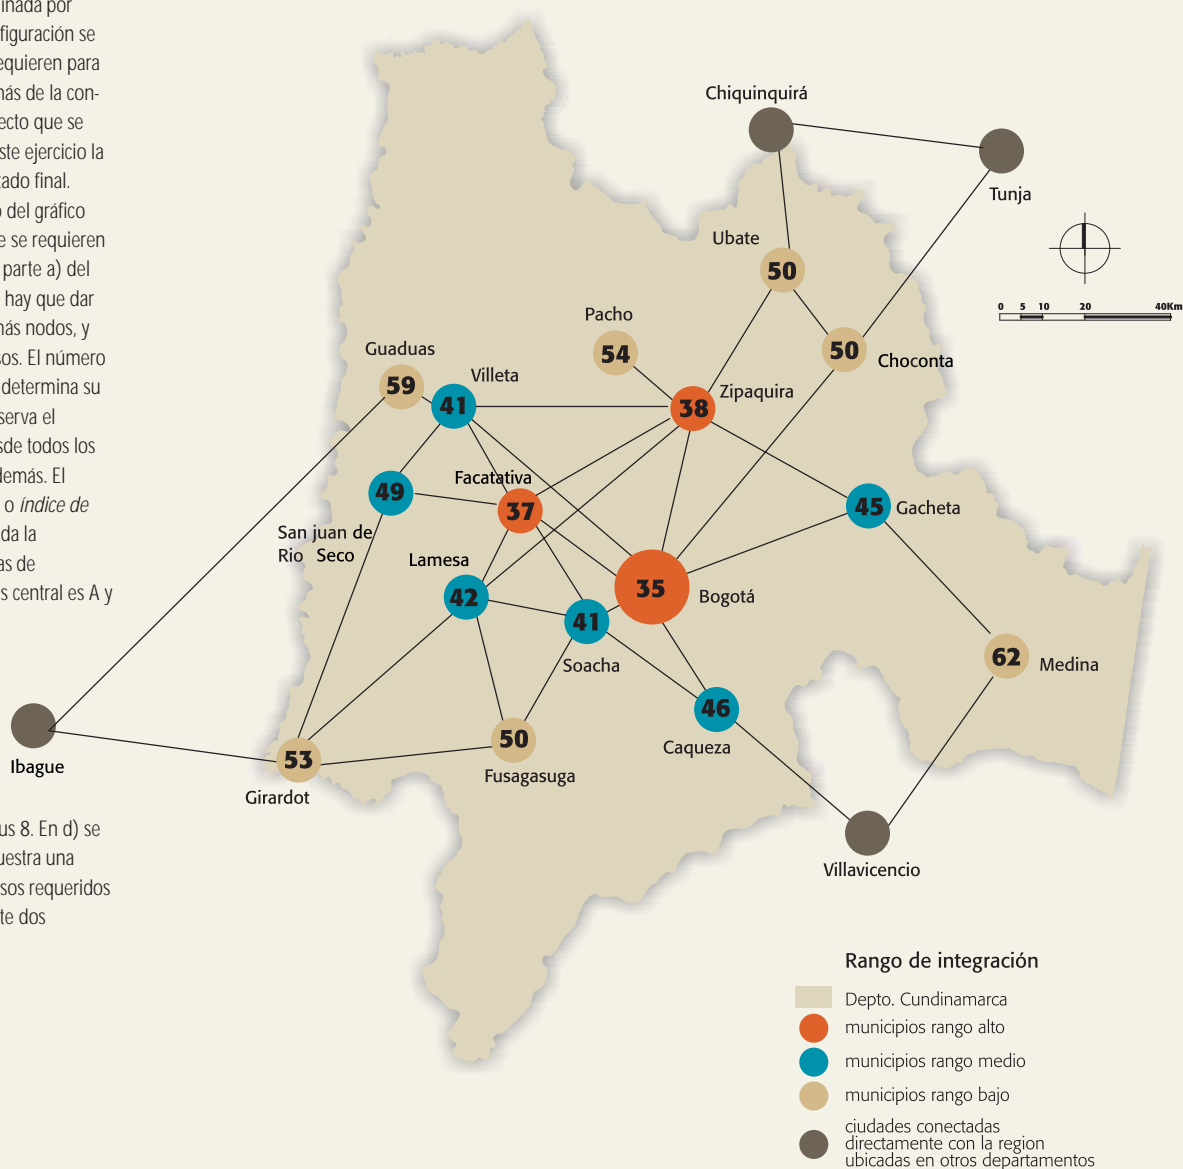 inada por
figuración se
equieren para
nás de la con-
ecto que se
ste ejercicio la
tado final.
o del gráfico
e se requieren
parte a) del
hay que dar
nás nodos, y
sos. El número
determina su
serva el
sde todos los
demás. El
o índice de
da la
as de
s central es A y
us 8. En d) se
uestra una
sos requeridos
te dos
Chiquinquirá
Tunja
Ubate
50
0 5 10 20 40Km
Pacho
54
50
Choconta
Guaduas
59
Villeta
41
Zipaquira
38
Facatativa
37
49
San juan de
Rio Seco
45
Gacheta
Lamesa
42
35
Bogotá
41
Soacha
62
Medina
46
Caqueza
Ibague
53
Girardot
50
Fusagasuga
Villavicencio
Rango de integración
Depto. Cundinamarca
municipios rango alto
municipios rango medio
municipios rango bajo
ciudades conectadas
directamente con la region
ubicadas en otros departamentos